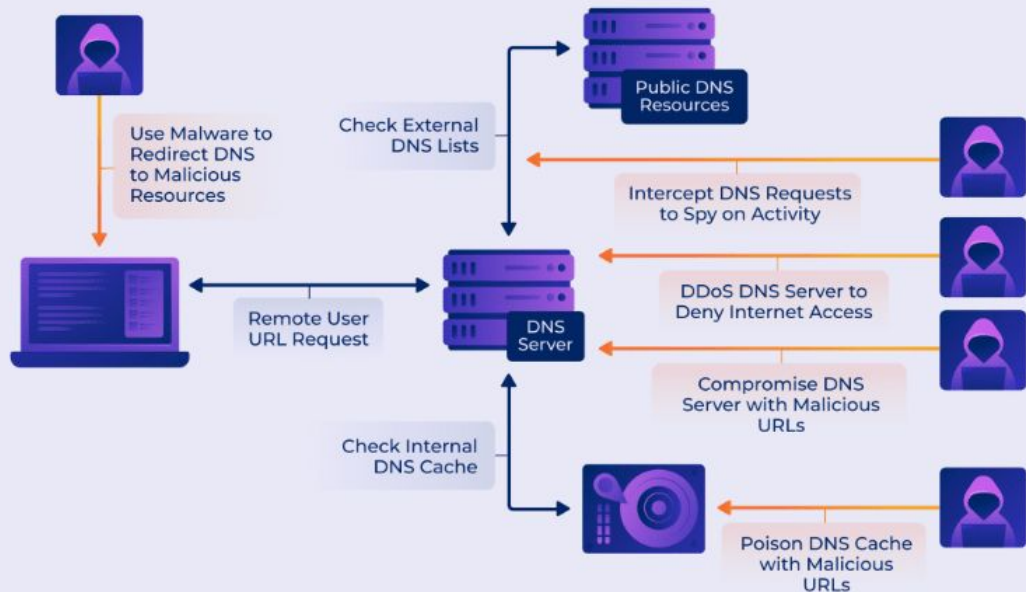 Public DNS
Resources
Check External
DNS Lists
Use Malware to
Redirect DNS
to Malicious
Resources
Intercept DNS Requests
to Spy on Activity
Remote User
URL Request
DNS
Server
DDoS DNS Server to
Deny Internet Access
Compromise DNS
Server with Malicious
URLs
Check Internal
DNS Cache
Poison DNS Cache
with Malicious
URLs